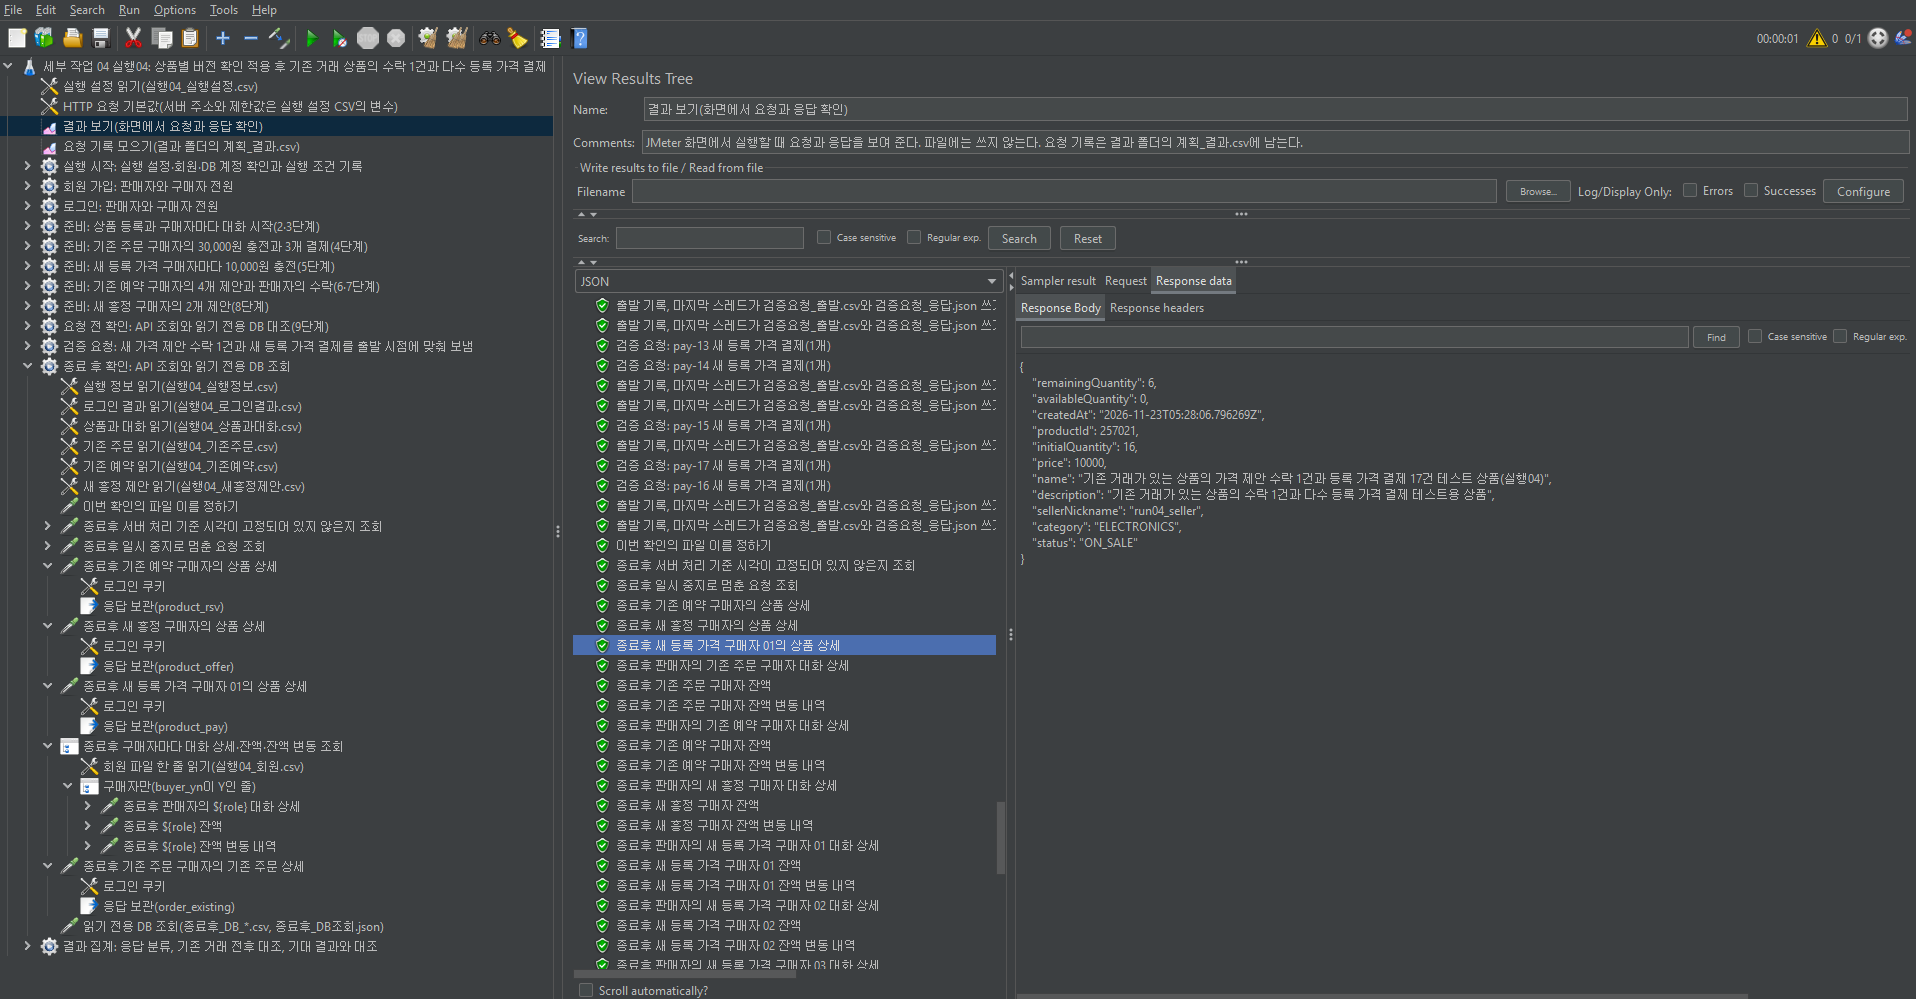 File Edit Search Run Options Tools Help
00:00:01 0 0/1
세부 작업 04 실행04: 상품별 버전 확인 적용 후 기존 거래 상품의 수락 1건과 다수 등록 가격 결제
실행 설정 읽기(실행04_실행설정.csv)
HTTP 요청 기본값(서버 주소와 제한값은 실행 설정 CSV의 변수)
결과 보기(화면에서 요청과 응답 확인)
요청 기록 모으기(결과 폴더의 계획_결과.csv)
실행 시작: 실행 설정·회원·DB 계정 확인과 실행 조건 기록
회원 가입: 판매자와 구매자 전원
로그인: 판매자와 구매자 전원
준비: 상품 등록과 구매자마다 대화 시작(2·3단계)
준비: 기존 주문 구매자의 30,000원 충전과 3개 결제(4단계)
준비: 새 등록 가격 구매자마다 10,000원 충전(5단계)
준비: 기존 예약 구매자의 4개 제안과 판매자의 수락(6·7단계)
준비: 새 흥정 구매자의 2개 제안(8단계)
요청 전 확인: API 조회와 읽기 전용 DB 대조(9단계)
검증 요청: 새 가격 제안 수락 1건과 새 등록 가격 결제를 출발 시점에 맞춰 보냄
종료 후 확인: API 조회와 읽기 전용 DB 조회
실행 정보 읽기(실행04_실행정보.csv)
로그인 결과 읽기(실행04_로그인결과.csv)
상품과 대화 읽기(실행04_상품과대화.csv)
기존 주문 읽기(실행04_기존주문.csv)
기존 예약 읽기(실행04_기존예약.csv)
새 흥정 제안 읽기(실행04_새흥정제안.csv)
이번 확인의 파일 이름 정하기
종료후 서버 처리 기준 시각이 고정되어 있지 않은지 조회
종료후 일시 중지로 멈춘 요청 조회
종료후 기존 예약 구매자의 상품 상세
로그인 쿠키
응답 보관(product_rsv)
종료후 새 흥정 구매자의 상품 상세
로그인 쿠키
응답 보관(product_offer)
종료후 새 등록 가격 구매자 01의 상품 상세
로그인 쿠키
응답 보관(product_pay)
종료후 구매자마다 대화 상세·잔액·잔액 변동 조회
회원 파일 한 줄 읽기(실행04_회원.csv)
구매자만(buyer_yn이 Y인 줄)
종료후 판매자의 ${role} 대화 상세
종료후 ${role} 잔액
종료후 ${role} 잔액 변동 내역
종료후 기존 주문 구매자의 기존 주문 상세
로그인 쿠키
응답 보관(order_existing)
읽기 전용 DB 조회(종료후_DB_*.csv, 종료후_DB조회.json)
결과 집계: 응답 분류, 기존 거래 전후 대조, 기대 결과와 대조
View Results Tree
Name: 결과 보기(화면에서 요청과 응답 확인)
Comments: JMeter 화면에서 실행할 때 요청과 응답을 보여 준다. 파일에는 쓰지 않는다. 요청 기록은 결과 폴더의 계획_결과.csv에 남는다.
Write results to file / Read from file
Filename Browse... Log/Display Only: Errors Successes Configure
Search: Case sensitive Regular exp. Search Reset
JSON
출발 기록, 마지막 스레드가 검증요청_출발.csv와 검증요청_응답.json 쓰기
출발 기록, 마지막 스레드가 검증요청_출발.csv와 검증요청_응답.json 쓰기
검증 요청: pay-13 새 등록 가격 결제(1개)
검증 요청: pay-14 새 등록 가격 결제(1개)
출발 기록, 마지막 스레드가 검증요청_출발.csv와 검증요청_응답.json 쓰기
출발 기록, 마지막 스레드가 검증요청_출발.csv와 검증요청_응답.json 쓰기
검증 요청: pay-15 새 등록 가격 결제(1개)
출발 기록, 마지막 스레드가 검증요청_출발.csv와 검증요청_응답.json 쓰기
검증 요청: pay-17 새 등록 가격 결제(1개)
검증 요청: pay-16 새 등록 가격 결제(1개)
출발 기록, 마지막 스레드가 검증요청_출발.csv와 검증요청_응답.json 쓰기
출발 기록, 마지막 스레드가 검증요청_출발.csv와 검증요청_응답.json 쓰기
이번 확인의 파일 이름 정하기
종료후 서버 처리 기준 시각이 고정되어 있지 않은지 조회
종료후 일시 중지로 멈춘 요청 조회
종료후 기존 예약 구매자의 상품 상세
종료후 새 흥정 구매자의 상품 상세
종료후 새 등록 가격 구매자 01의 상품 상세
종료후 판매자의 기존 주문 구매자 대화 상세
종료후 기존 주문 구매자 잔액
종료후 기존 주문 구매자 잔액 변동 내역
종료후 판매자의 기존 예약 구매자 대화 상세
종료후 기존 예약 구매자 잔액
종료후 기존 예약 구매자 잔액 변동 내역
종료후 판매자의 새 흥정 구매자 대화 상세
종료후 새 흥정 구매자 잔액
종료후 새 흥정 구매자 잔액 변동 내역
종료후 판매자의 새 등록 가격 구매자 01 대화 상세
종료후 새 등록 가격 구매자 01 잔액
종료후 새 등록 가격 구매자 01 잔액 변동 내역
종료후 판매자의 새 등록 가격 구매자 02 대화 상세
종료후 새 등록 가격 구매자 02 잔액
종료후 새 등록 가격 구매자 02 잔액 변동 내역
종료후 판매자의 새 등록 가격 구매자 03 대화 상세
Scroll automatically?
Sampler result Request Response data
Response Body Response headers
Find Case sensitive Regular exp.
{
"remainingQuantity": 6,
"availableQuantity": 0,
"createdAt": "2026-11-23T05:28:06.796269Z",
"productId": 257021,
"initialQuantity": 16,
"price": 10000,
"name": "기존 거래가 있는 상품의 가격 제안 수락 1건과 등록 가격 결제 17건 테스트 상품(실행04)",
"description": "기존 거래가 있는 상품의 수락 1건과 다수 등록 가격 결제 테스트용 상품",
"sellerNickname": "run04_seller",
"category": "ELECTRONICS",
"status": "ON_SALE"
}